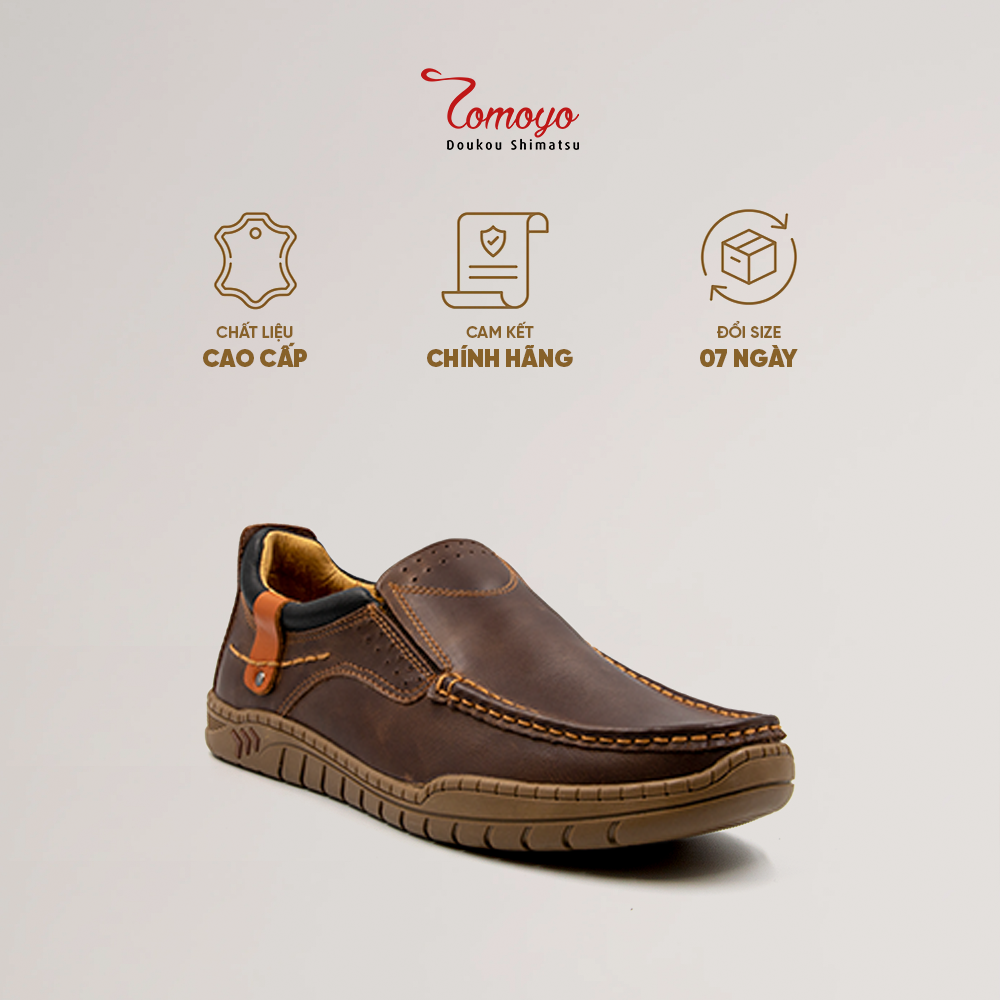 Tomoyo
Doukou Shimatsu
CHẤT LIỆU
CAO CẤP
CAM KẾT
CHÍNH HÃNG
ĐỔI SIZE
07 NGÀY